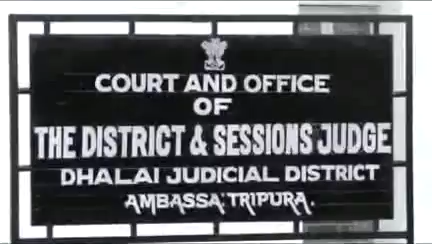 COURT AND OFFICE
OF
THE DISTRICT & SESSIONS JUDGE
DHALAI JUDICIAL DISTRICT
AMBASSA: TRIPURA.